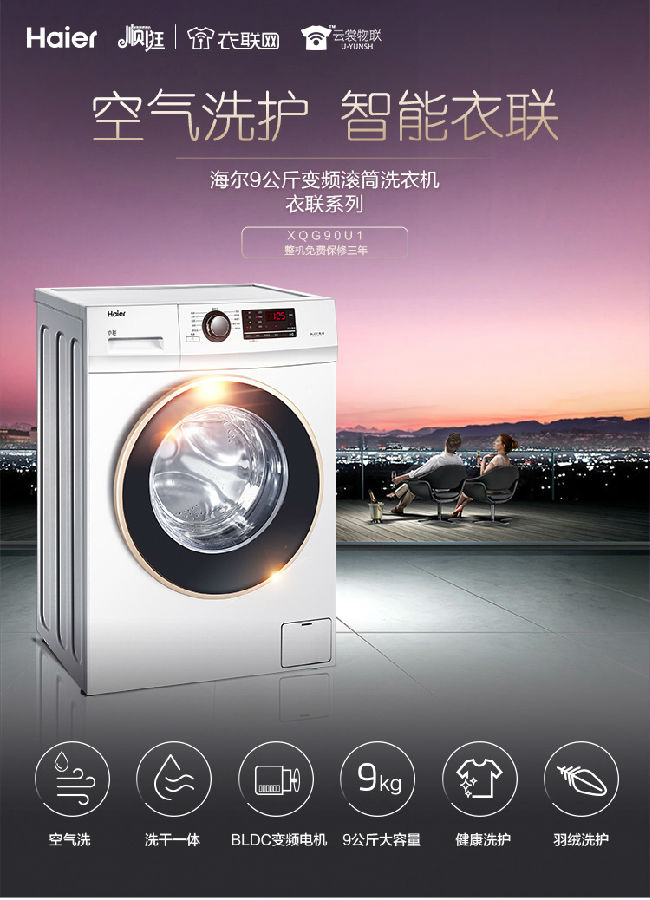 Haier 顺逛 衣联网 云裳物联
U-YUNSH
TM
空气洗护 智能衣联
海尔9公斤变频滚筒洗衣机
衣联系列
XQG90U1
整机免费保修三年
Haier
空气洗 洗干一体 BLDC变频电机 9公斤大容量 健康洗护 羽绒洗护
9kg